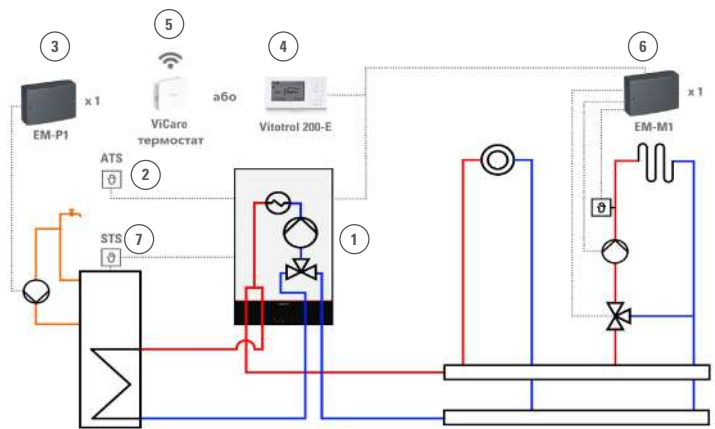 5
3
4
6
x 1
EM-P1
ViCare
термостат
або
Vitotrol 200-E
x 1
EM-M1
ATS
2
STS
7
1